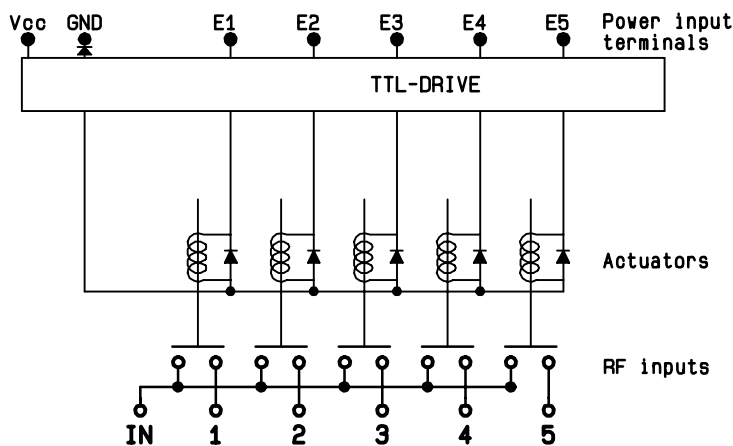 Vcc GND E1 E2 E3 E4 E5 Power input
terminals
TTL-DRIVE
Actuators
RF inputs
IN 1 2 3 4 5